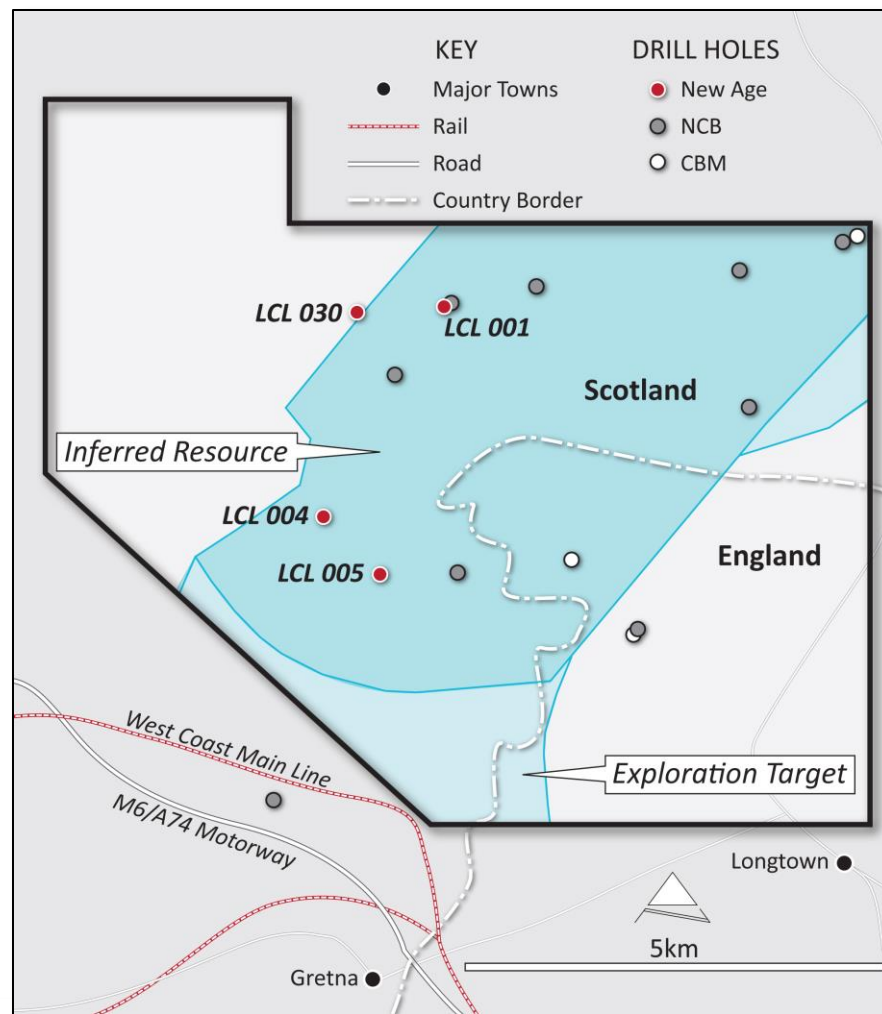 KEY
Major Towns
Rail
Road
Country Border
DRILL HOLES
New Age
NCB
CBM
LCL 030
LCL 001
Scotland
Inferred Resource
LCL 004
England
LCL 005
West Coast Main Line
Exploration Target
M6/A74 Motorway
Longtown
5km
Gretna